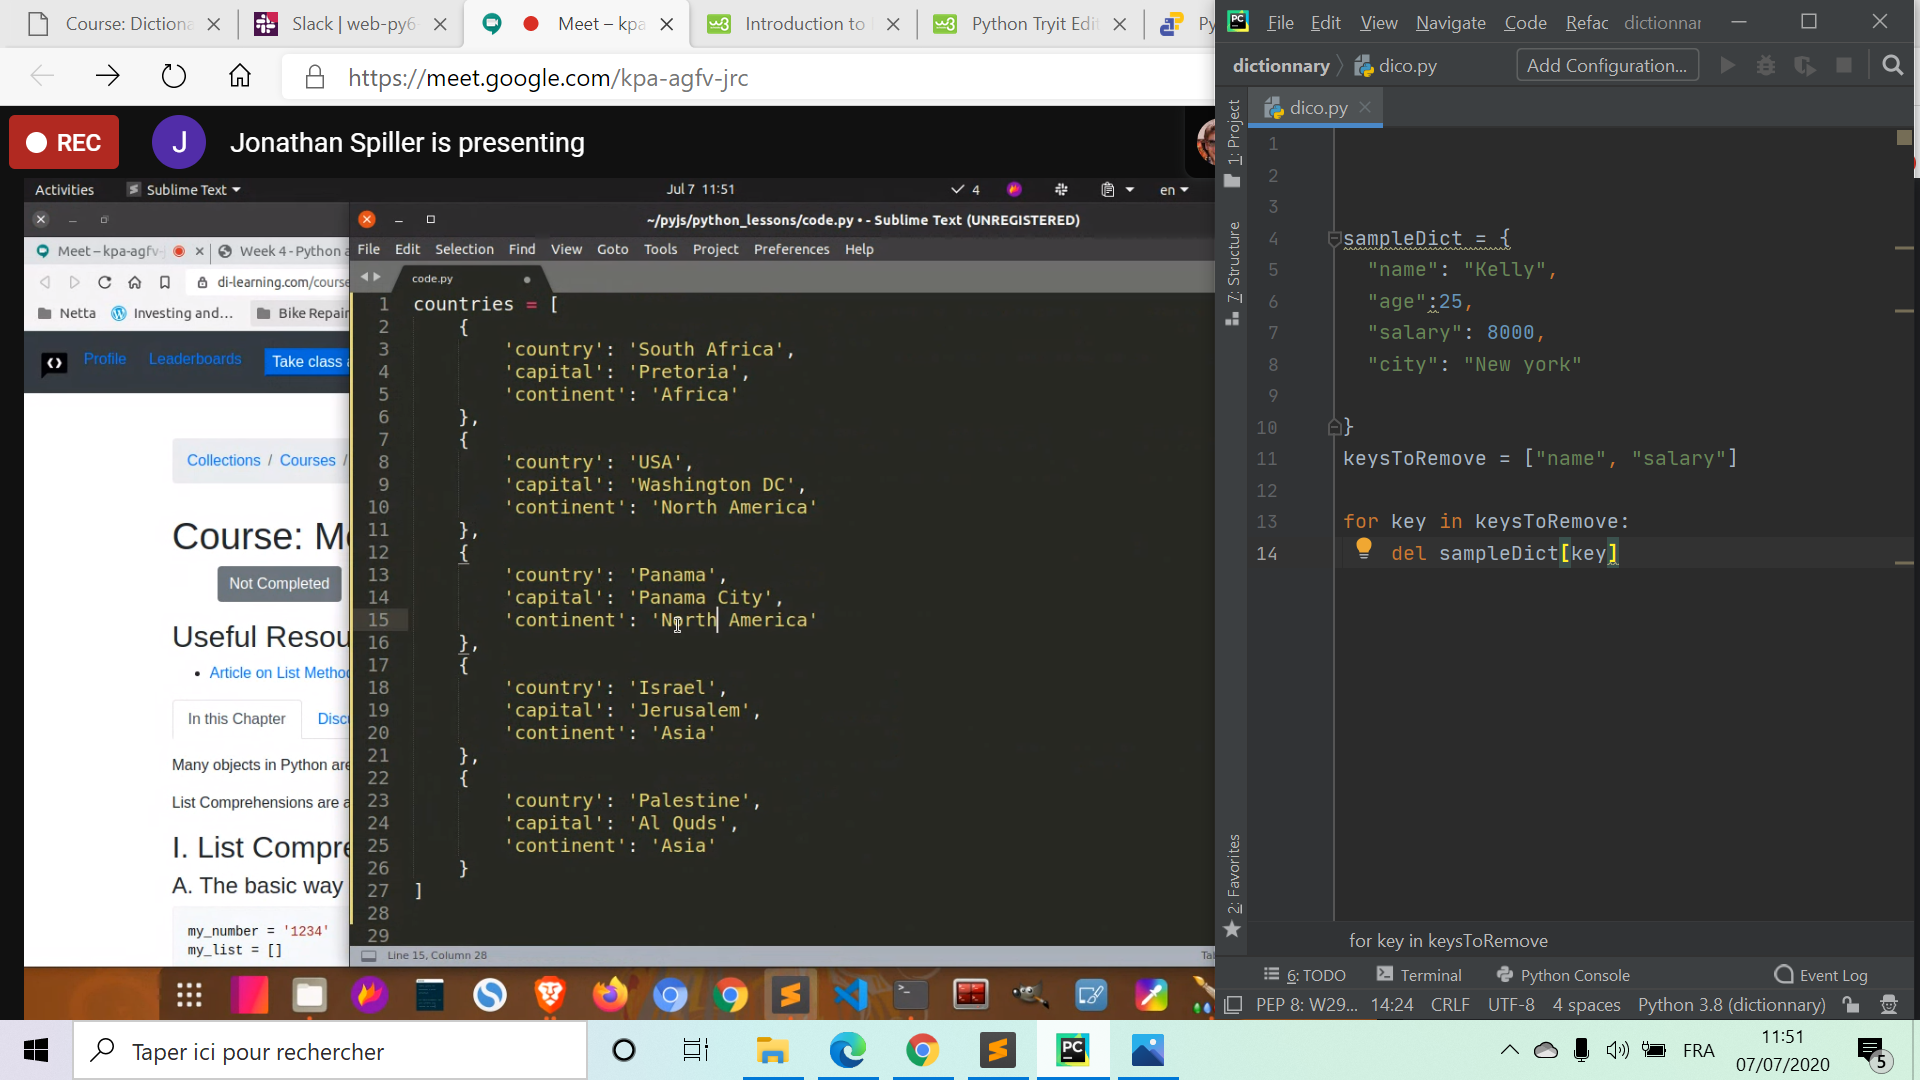 Course: Dictiona
Slack | web-py6-
Meet – kpa
Introduction to
Python Tryit Edit
Py
https://meet.google.com/kpa-agfv-jrc
REC
J
Jonathan Spiller is presenting
Activities
Sublime Text
Jul 7 11:51
4
en
~/pyjs/python_lessons/code.py • - Sublime Text (UNREGISTERED)
File Edit Selection Find View Goto Tools Project Preferences Help
Meet – kpa-agfv-j
Week 4 - Python a
di-learning.com/course
Netta
Investing and...
Bike Repair
Profile
Leaderboards
Take class a
Collections / Courses /
Course: Me
Not Completed
Useful Resou
• Article on List Method
In this Chapter
Discu
Many objects in Python are
List Comprehensions are a
I. List Compre
A. The basic way
my_number = '1234'
my_list = []
code.py
1 countries = [
2 {
3 'country': 'South Africa',
4 'capital': 'Pretoria',
5 'continent': 'Africa'
6 },
7 {
8 'country': 'USA',
9 'capital': 'Washington DC',
10 'continent': 'North America'
11 },
12 {
13 'country': 'Panama',
14 'capital': 'Panama City',
15 'continent': 'North America'
16 },
17 {
18 'country': 'Israel',
19 'capital': 'Jerusalem',
20 'continent': 'Asia'
21 },
22 {
23 'country': 'Palestine',
24 'capital': 'Al Quds',
25 'continent': 'Asia'
26 }
27 ]
28
29
Line 15, Column 28
Ta
PC
File Edit View Navigate Code Refac dictionnar
dictionnary
dico.py
Add Configuration...
1: Project
7: Structure
2: Favorites
dico.py
1
2
3
4 sampleDict = {
5 "name": "Kelly",
6 "age":25,
7 "salary": 8000,
8 "city": "New york"
9
10 }
11 keysToRemove = ["name", "salary"]
12
13 for key in keysToRemove:
14 del sampleDict[key]
for key in keysToRemove
6: TODO
Terminal
Python Console
Event Log
PEP 8: W29...
14:24
CRLF
UTF-8
4 spaces
Python 3.8 (dictionnary)
Taper ici pour rechercher
PC
FRA
11:51
07/07/2020
5